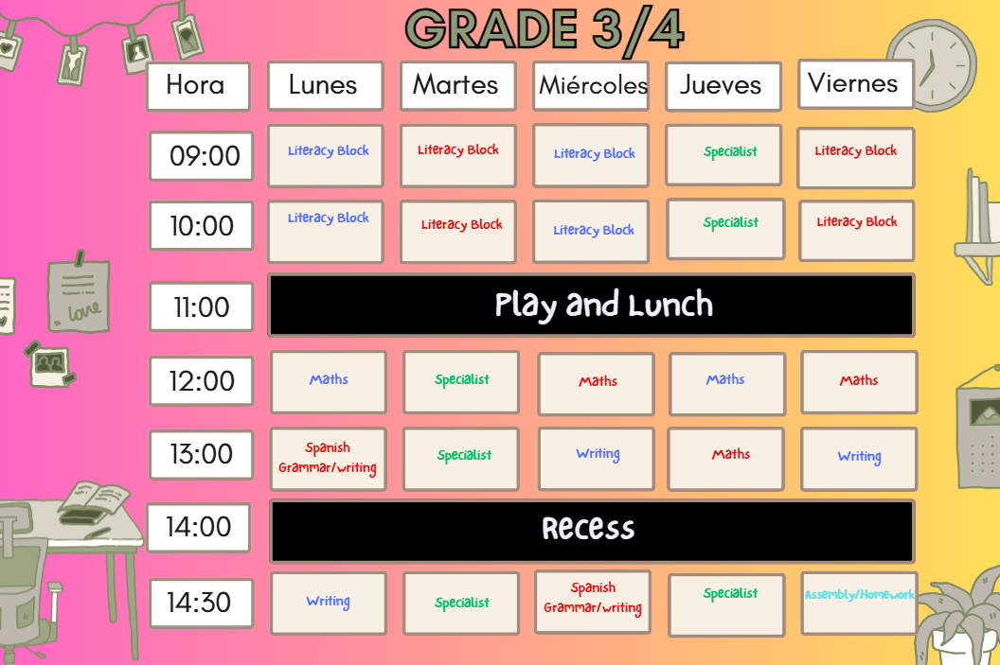 GRADE 3/4
Hora Lunes Martes Miércoles Jueves Viernes
09:00 Literacy Block Literacy Block Literacy Block Specialist Literacy Block
10:00 Literacy Block Literacy Block Literacy Block Specialist Literacy Block
11:00 Play and Lunch
love
12:00 Maths Specialist Maths Maths Maths
13:00 Spanish Grammar/writing Specialist Writing Maths Writing
14:00 Recess
14:30 Writing Specialist Spanish Grammar/writing Specialist Assembly/Homework